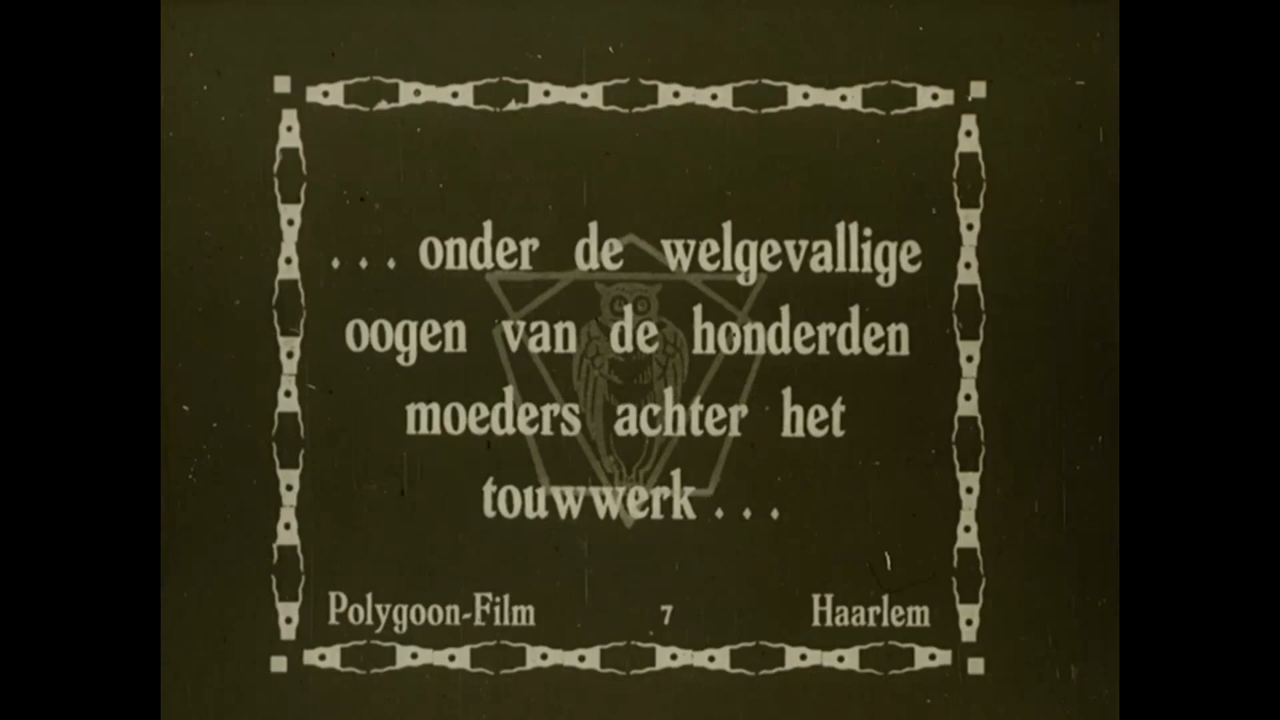 . . . onder de welgevallige
oogen van de honderden
moeders achter het
touwwerk . . .
Polygoon-Film 7 Haarlem